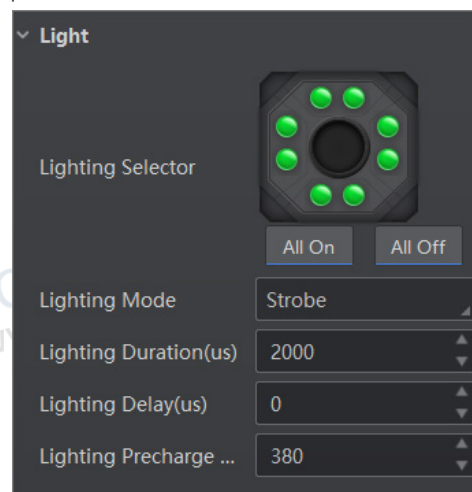 Light
Lighting Selector
All On All Off
Lighting Mode Strobe
Lighting Duration(us) 2000
Lighting Delay(us) 0
Lighting Precharge ... 380